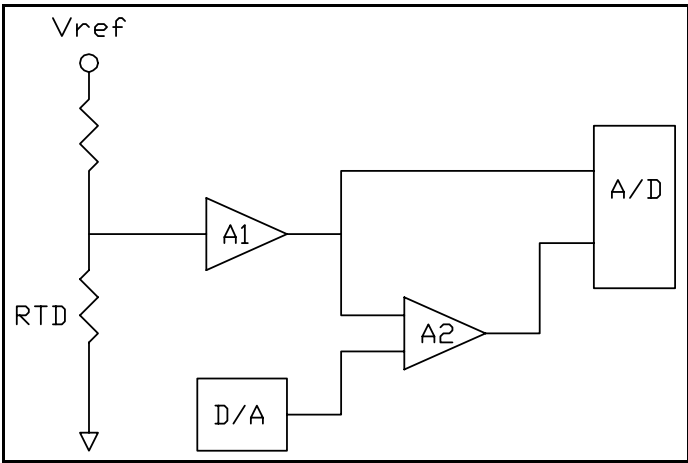 Vref
A/D
A1
RTD
A2
D/A